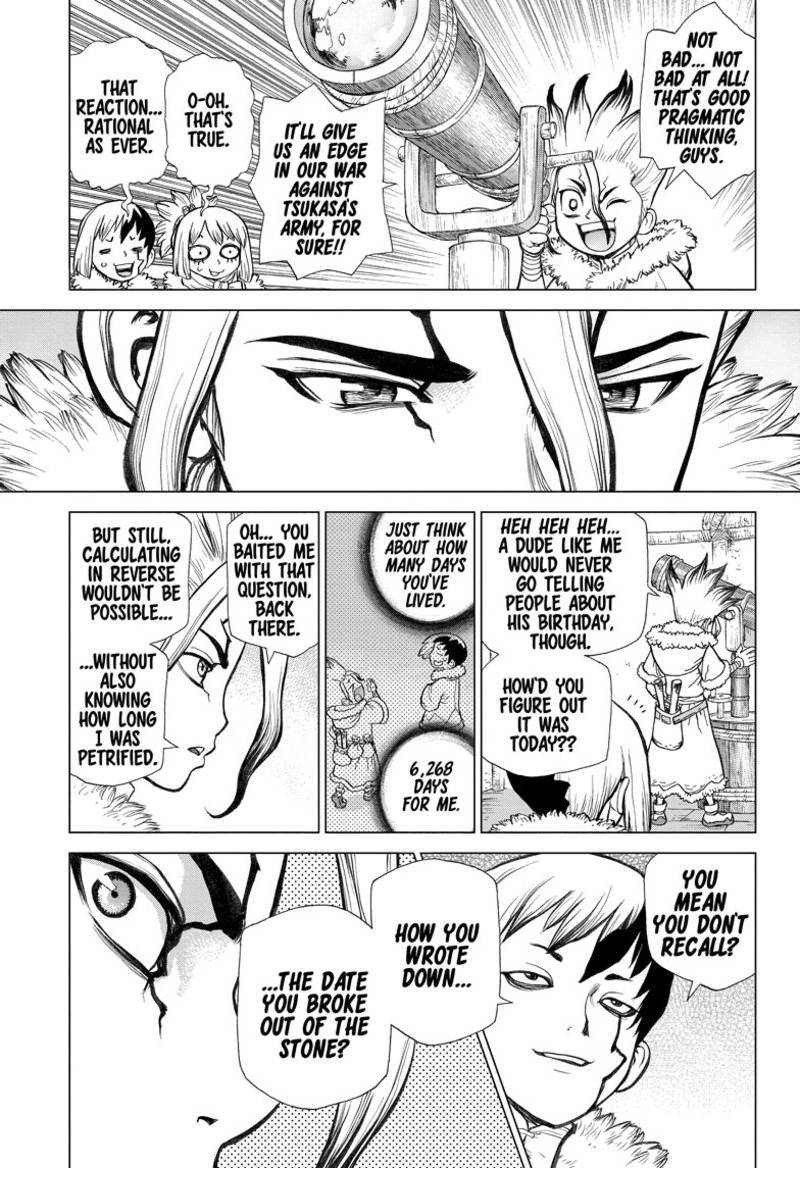 NOT
BAD... NOT
BAD AT ALL!
THAT'S GOOD
PRAGMATIC
THINKING,
GUYS.
IT'LL GIVE
US AN EDGE
IN OUR WAR
AGAINST
TSUKASA'S
ARMY, FOR
SURE!!
O-OH.
THAT'S
TRUE.
THAT
REACTION...
RATIONAL
AS EVER.
HEH HEH HEH...
A DUDE LIKE ME
WOULD NEVER
GO TELLING
PEOPLE ABOUT
HIS BIRTHDAY,
THOUGH.
HOW'D YOU
FIGURE OUT
IT WAS
TODAY??
JUST THINK
ABOUT HOW
MANY DAYS
YOU'VE
LIVED.
6,268
DAYS
FOR ME.
OH... YOU
BAITED ME
WITH THAT
QUESTION,
BACK
THERE.
BUT STILL,
CALCULATING
IN REVERSE
WOULDN'T BE
POSSIBLE...
...WITHOUT
ALSO
KNOWING
HOW LONG
I WAS
PETRIFIED.
YOU
MEAN
YOU DON'T
RECALL?
HOW YOU
WROTE
DOWN...
...THE DATE
YOU BROKE
OUT OF THE
STONE?